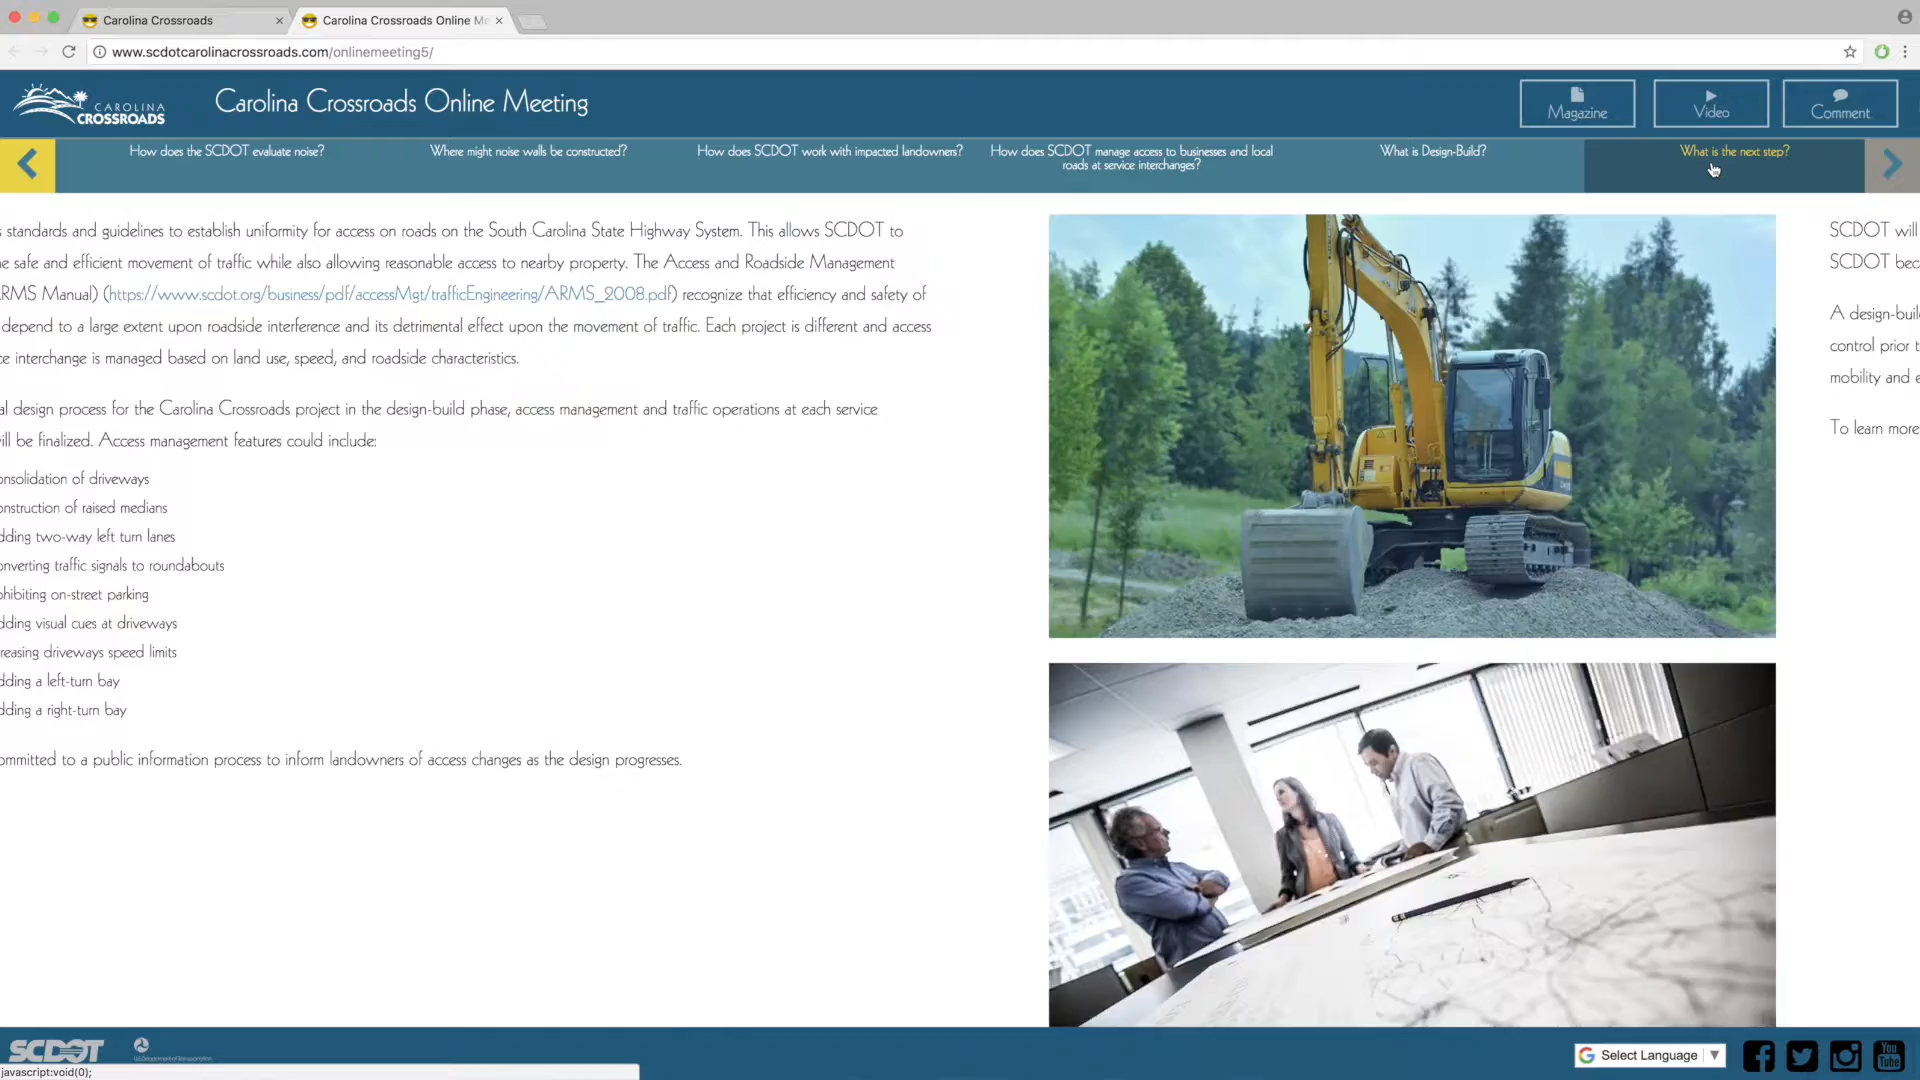 Carolina Crossroads
Carolina Crossroads Online Me
www.scdotcarolinacrossroads.com/onlinemeeting5/
CAROLINA
CROSSROADS
Carolina Crossroads Online Meeting
Magazine
Video
Comment
How does the SCDOT evaluate noise?
Where might noise walls be constructed?
How does SCDOT work with impacted landowners?
How does SCDOT manage access to businesses and local
roads at service interchanges?
What is Design-Build?
What is the next step?
s standards and guidelines to establish uniformity for access on roads on the South Carolina State Highway System. This allows SCDOT to
e safe and efficient movement of traffic while also allowing reasonable access to nearby property. The Access and Roadside Management
RMS Manual) (https://www.scdot.org/business/pdf/accessMgt/trafficEngineering/ARMS_2008.pdf) recognize that efficiency and safety of
depend to a large extent upon roadside interference and its detrimental effect upon the movement of traffic. Each project is different and access
ce interchange is managed based on land use, speed, and roadside characteristics.
al design process for the Carolina Crossroads project in the design-build phase, access management and traffic operations at each service
ill be finalized. Access management features could include:
onsolidation of driveways
onstruction of raised medians
dding two-way left turn lanes
onverting traffic signals to roundabouts
ohibiting on-street parking
dding visual cues at driveways
reasing driveways speed limits
dding a left-turn bay
dding a right-turn bay
ommitted to a public information process to inform landowners of access changes as the design progresses.
SCDOT will
SCDOT bec
A design-buil
control prior t
mobility and e
To learn more
SCDOT
Select Language
You
Tube
javascript:void(0);